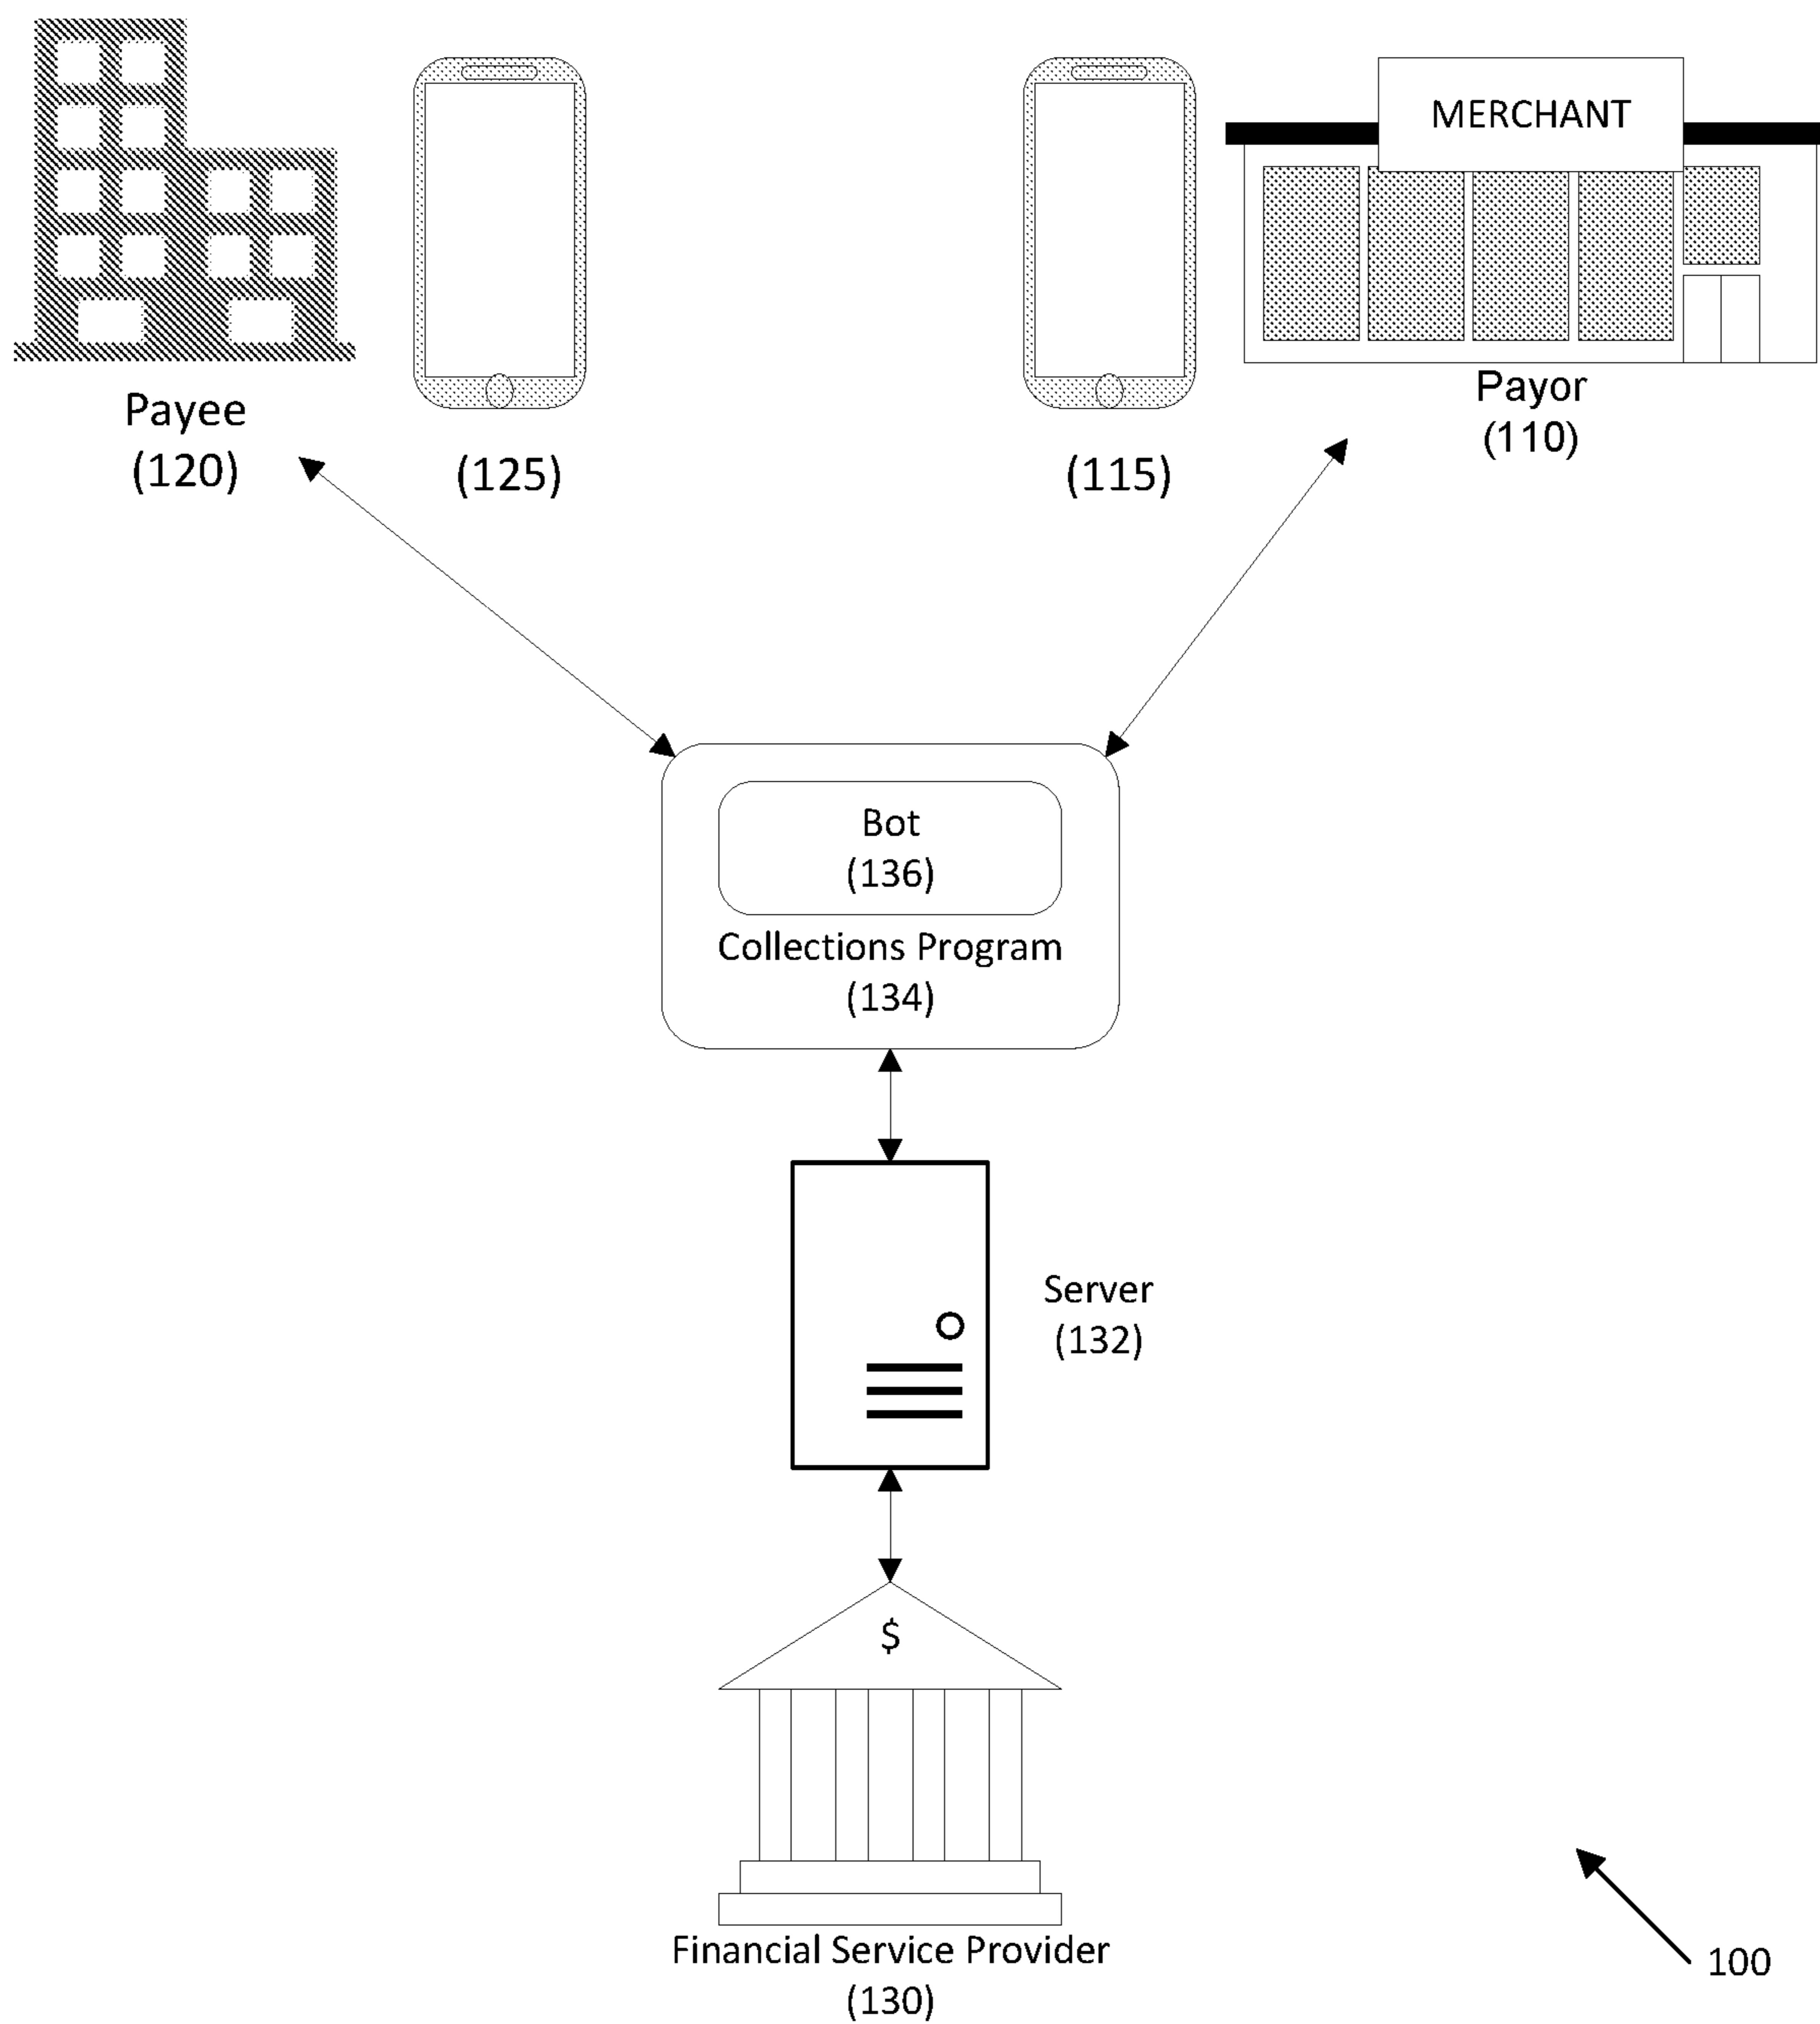 MERCHANT
Payee
(120)
(125)
(115)
Payor
(110)
Bot
(136)
Collections Program
(134)
Server
(132)
$
Financial Service Provider
(130)
100